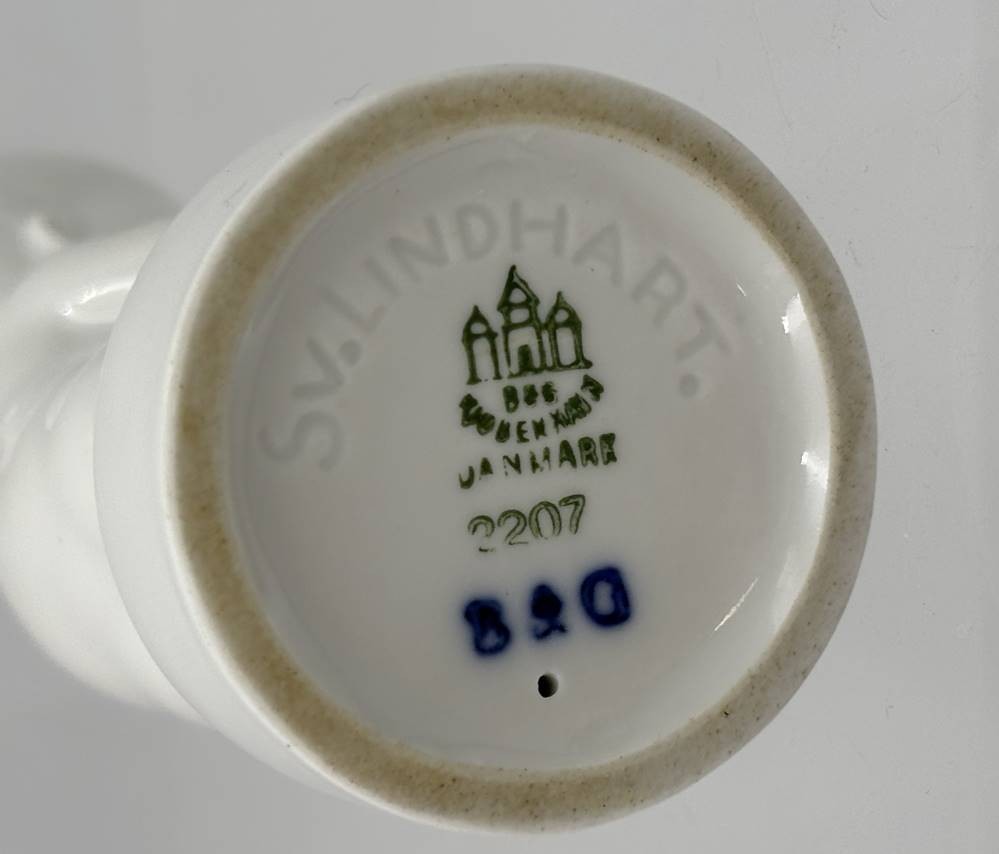 SV. LINDHART.
B&G
KJØBENHAVN
DANMARK
2207
B&G